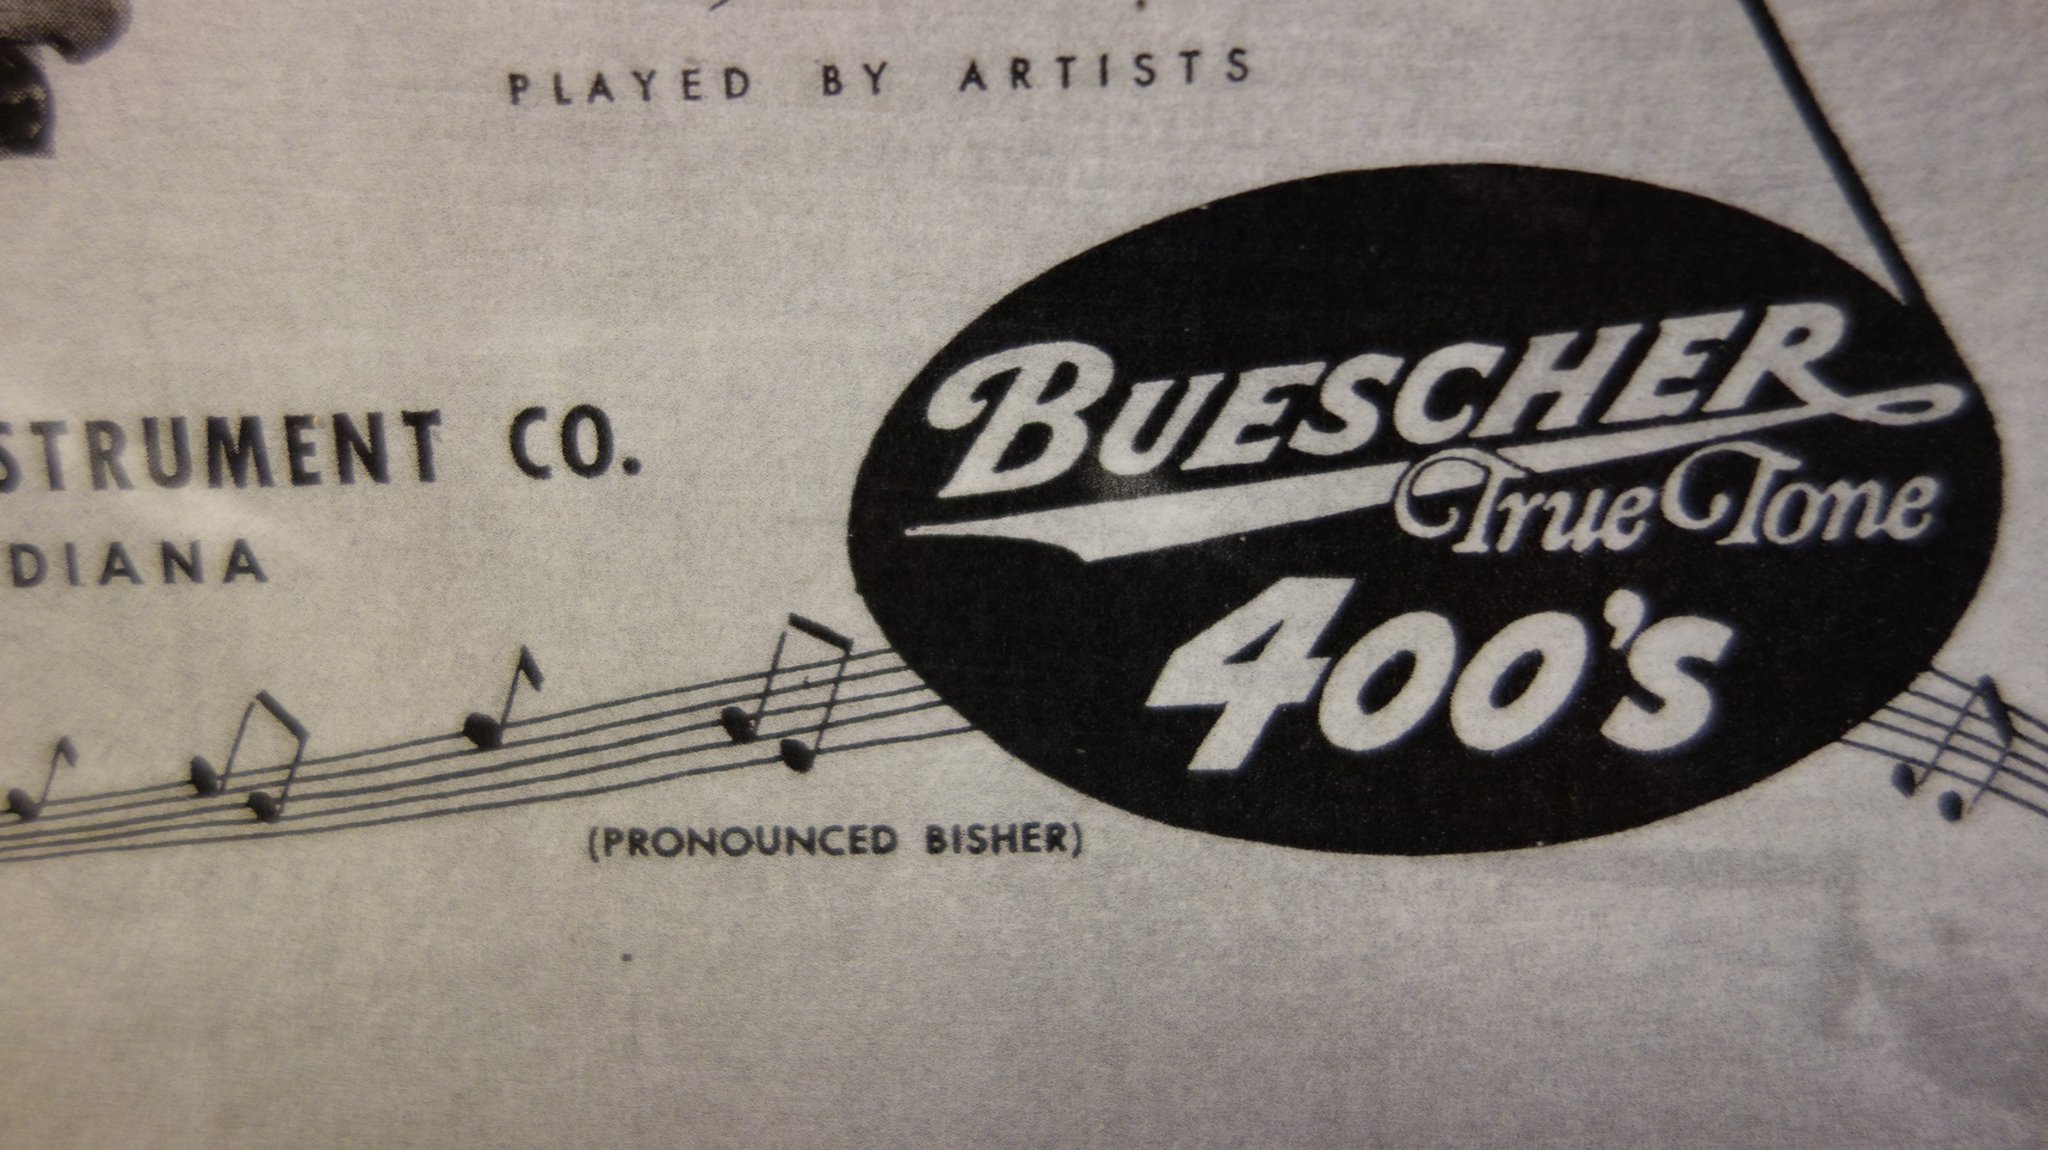 PLAYED BY ARTISTS
STRUMENT CO.
DIANA
BUESCHER
True Tone
400's
(PRONOUNCED BISHER)